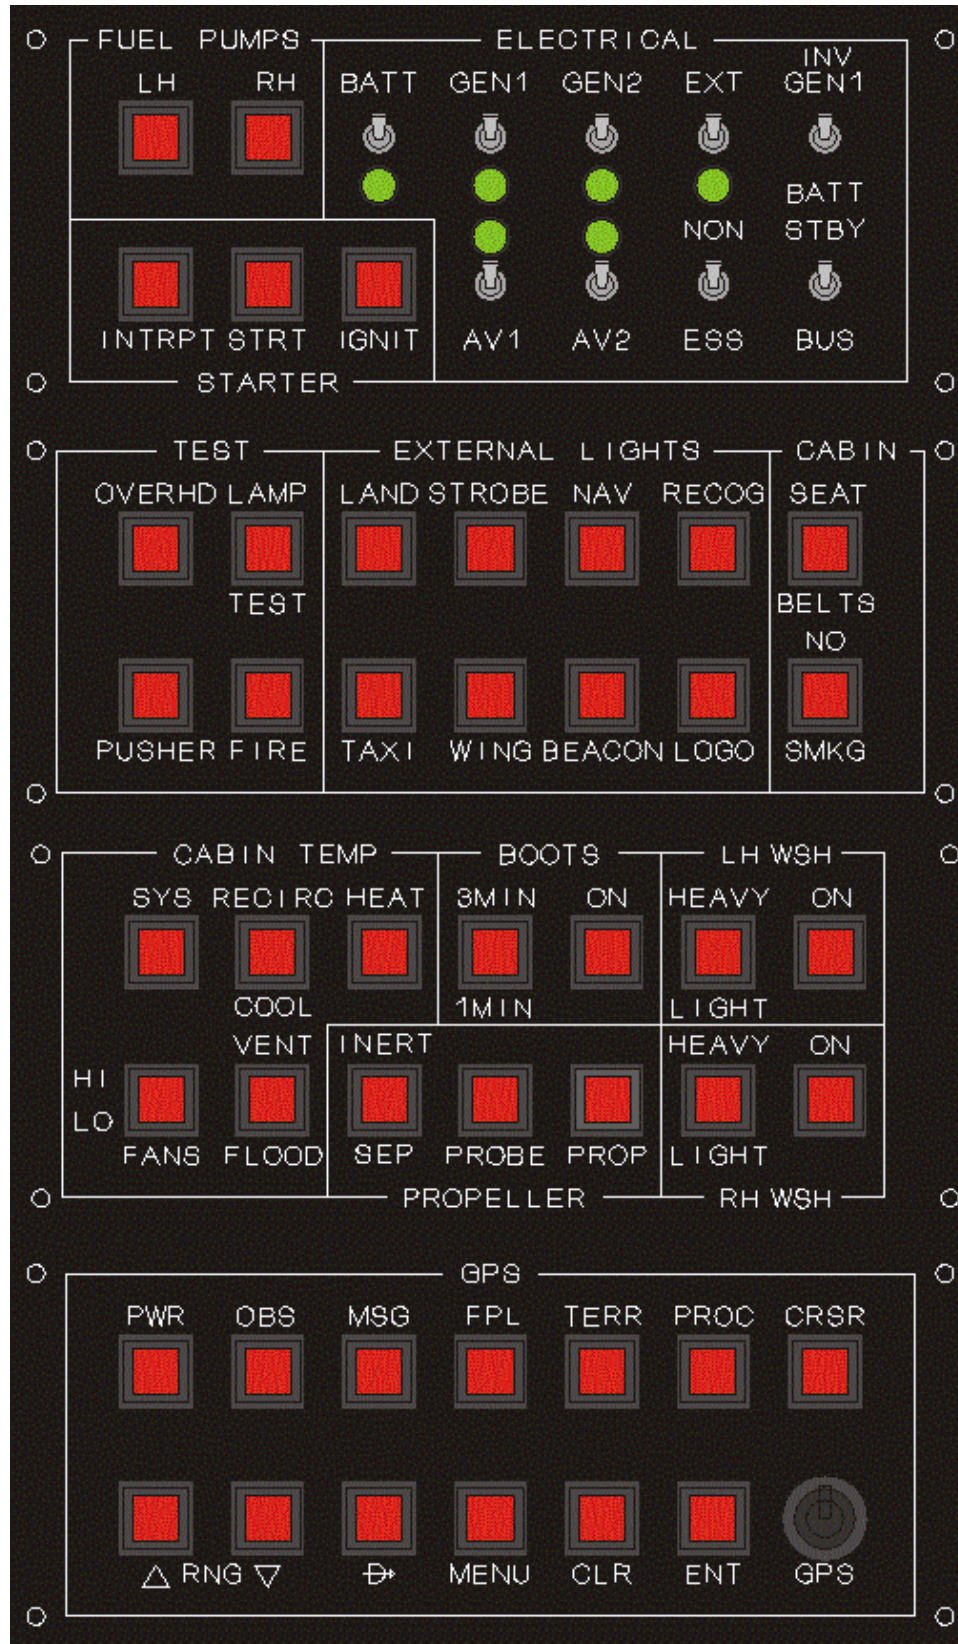 FUEL PUMPS ELECTRICAL
INV
LH RH BATT GEN1 GEN2 EXT GEN1
BATT
NON STBY
INTRPT STRT IGNIT AV1 AV2 ESS BUS
STARTER
TEST EXTERNAL LIGHTS CABIN
OVERHD LAMP LAND STROBE NAV RECOG SEAT
TEST BELTS
NO
PUSHER FIRE TAXI WING BEACON LOGO SMKG
CABIN TEMP BOOTS LH WSH
SYS RECIRC HEAT 3MIN ON HEAVY ON
COOL 1MIN LIGHT
VENT INERT HEAVY ON
HI
LO
FANS FLOOD SEP PROBE PROP LIGHT
PROPELLER RH WSH
GPS
PWR OBS MSG FPL TERR PROC CRSR
△ RNG ▽ MENU CLR ENT GPS